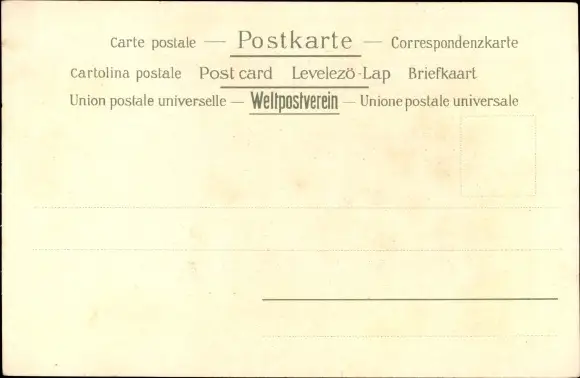 Carte postale — Postkarte — Correspondenzkarte
Cartolina postale Post card Levelezö-Lap Briefkaart
Union postale universelle — Weltpostverein — Unione postale universale